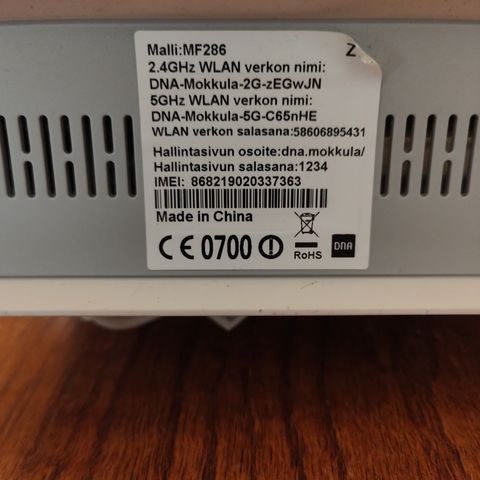 Malli:MF286
Z
2.4GHz WLAN verkon nimi:
DNA-Mokkula-2G-zEGwJN
5GHz WLAN verkon nimi:
DNA-Mokkula-5G-C65nHE
WLAN verkon salasana:58606895431
Hallintasivun osoite:dna.mokkula/
Hallintasivun salasana:1234
IMEI: 868219020337363
Made in China
CE 0700
RoHS
DNA